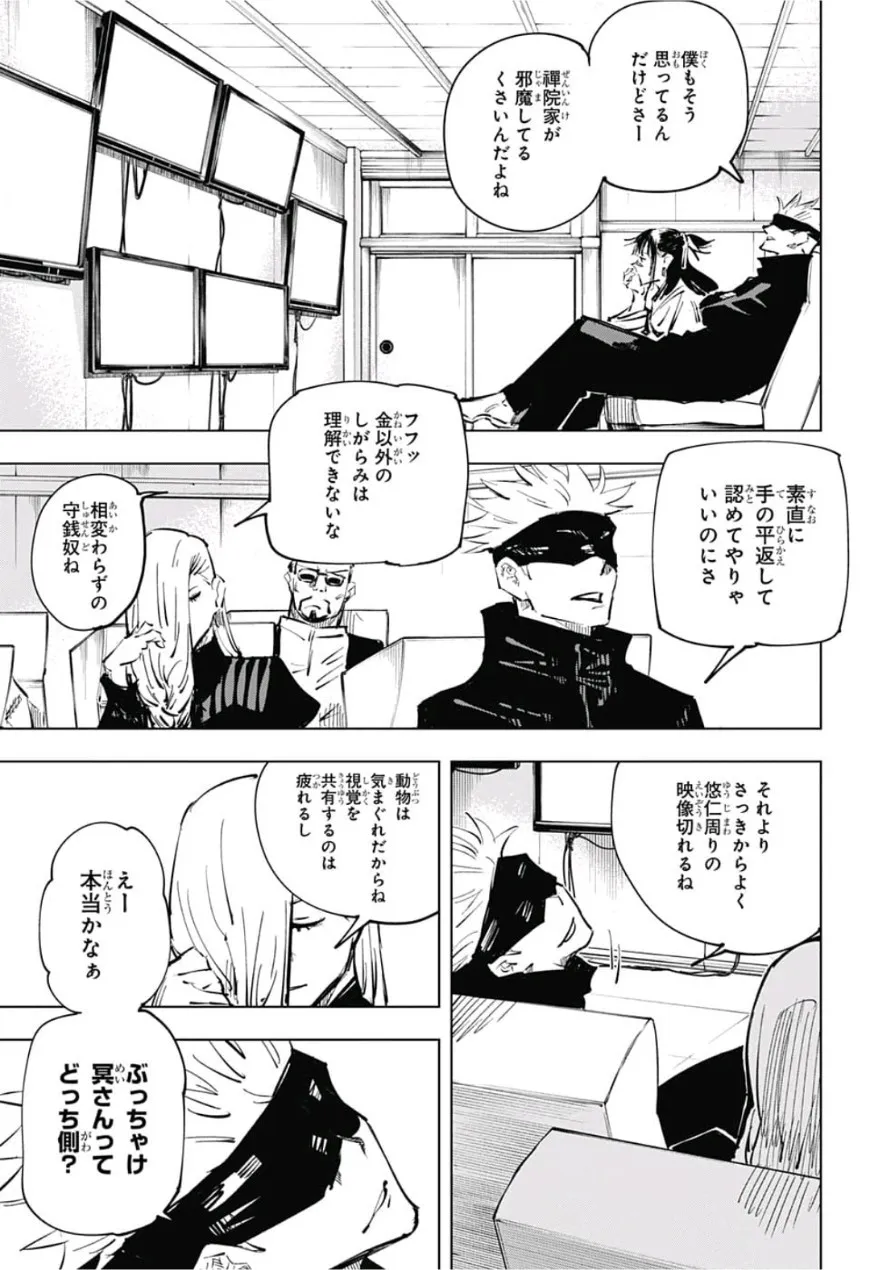 僕もそう
思ってるん
だけどさー
禪院家が
邪魔してる
くさいんだよね
素直に
手の平返して
認めてやりゃ
いいのにさ
フフッ
金以外の
しがらみは
理解できないな
相変わらずの
守銭奴ね
それより
さっきからよく
悠仁周りの
映像切れるね
動物は
気まぐれだからね
視覚を
共有するのは
疲れるし
えー
本当かなぁ
ぶっちゃけ
冥さんって
どっち側?